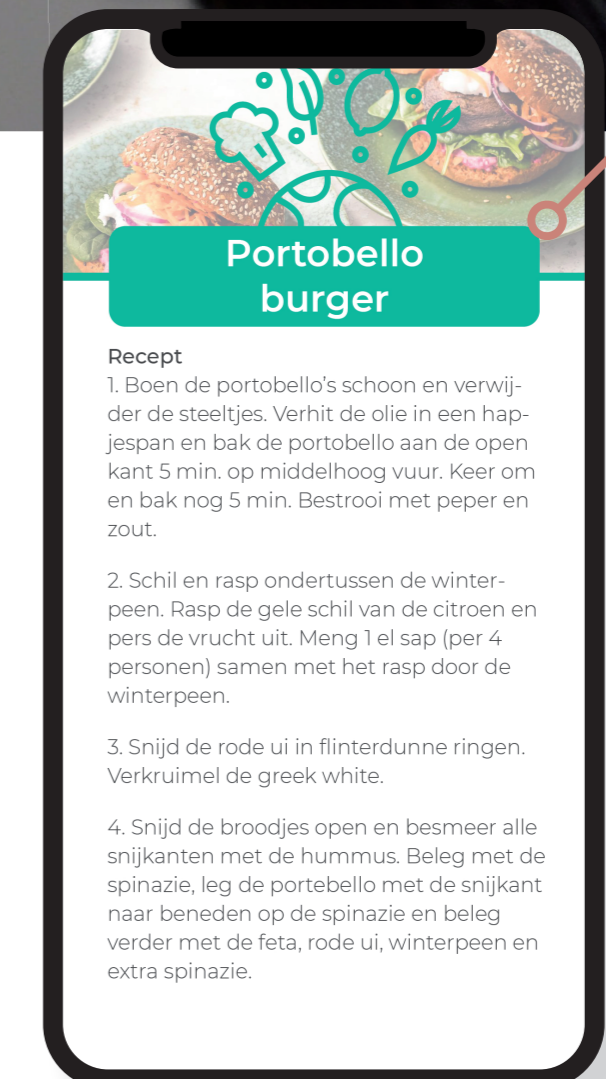 Portobello
burger
Recept
1. Boen de portobello’s schoon en verwij-
der de steeltjes. Verhit de olie in een hap-
jespan en bak de portobello aan de open
kant 5 min. op middelhoog vuur. Keer om
en bak nog 5 min. Bestrooi met peper en
zout.
2. Schil en rasp ondertussen de winter-
peen. Rasp de gele schil van de citroen en
pers de vrucht uit. Meng 1 el sap (per 4
personen) samen met het rasp door de
winterpeen.
3. Snijd de rode ui in flinterdunne ringen.
Verkruimel de greek white.
4. Snijd de broodjes open en besmeer alle
snijkanten met de hummus. Beleg met de
spinazie, leg de portebello met de snijkant
naar beneden op de spinazie en beleg
verder met de feta, rode ui, winterpeen en
extra spinazie.